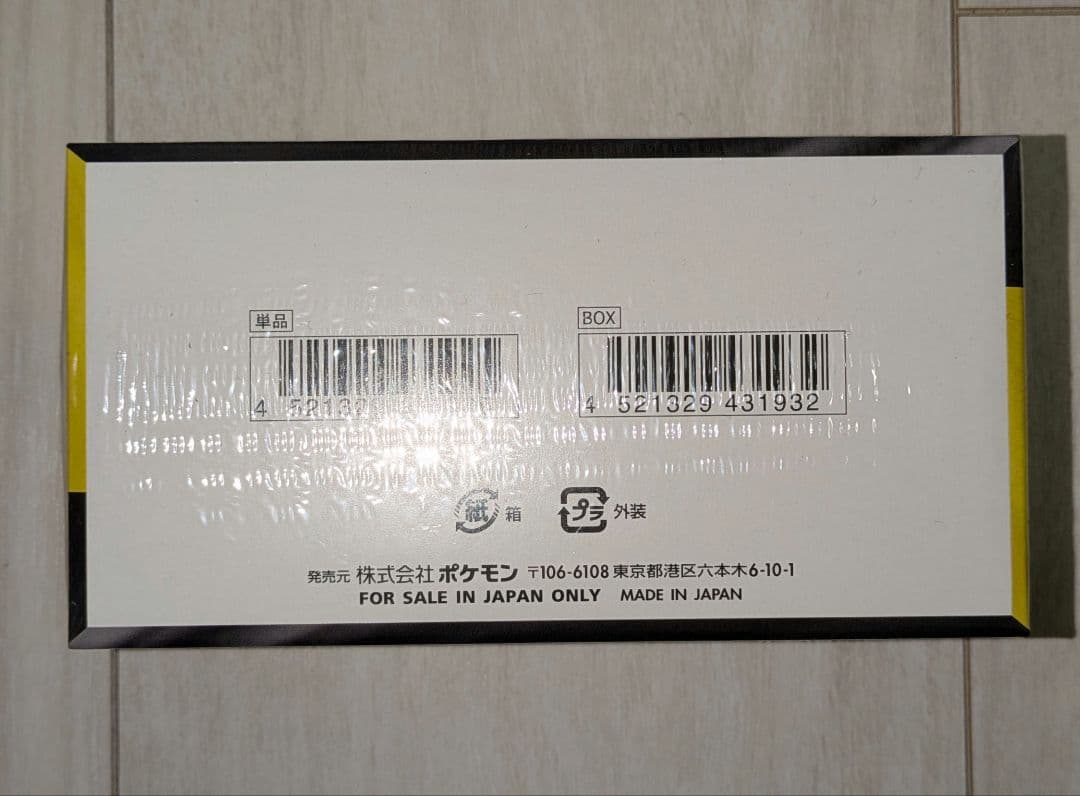 単品
BOX
4 52132
4 521329 431932
紙 箱
プラ 外装
発売元 株式会社 ポケモン 〒106-6108 東京都港区六本木6-10-1
FOR SALE IN JAPAN ONLY MADE IN JAPAN